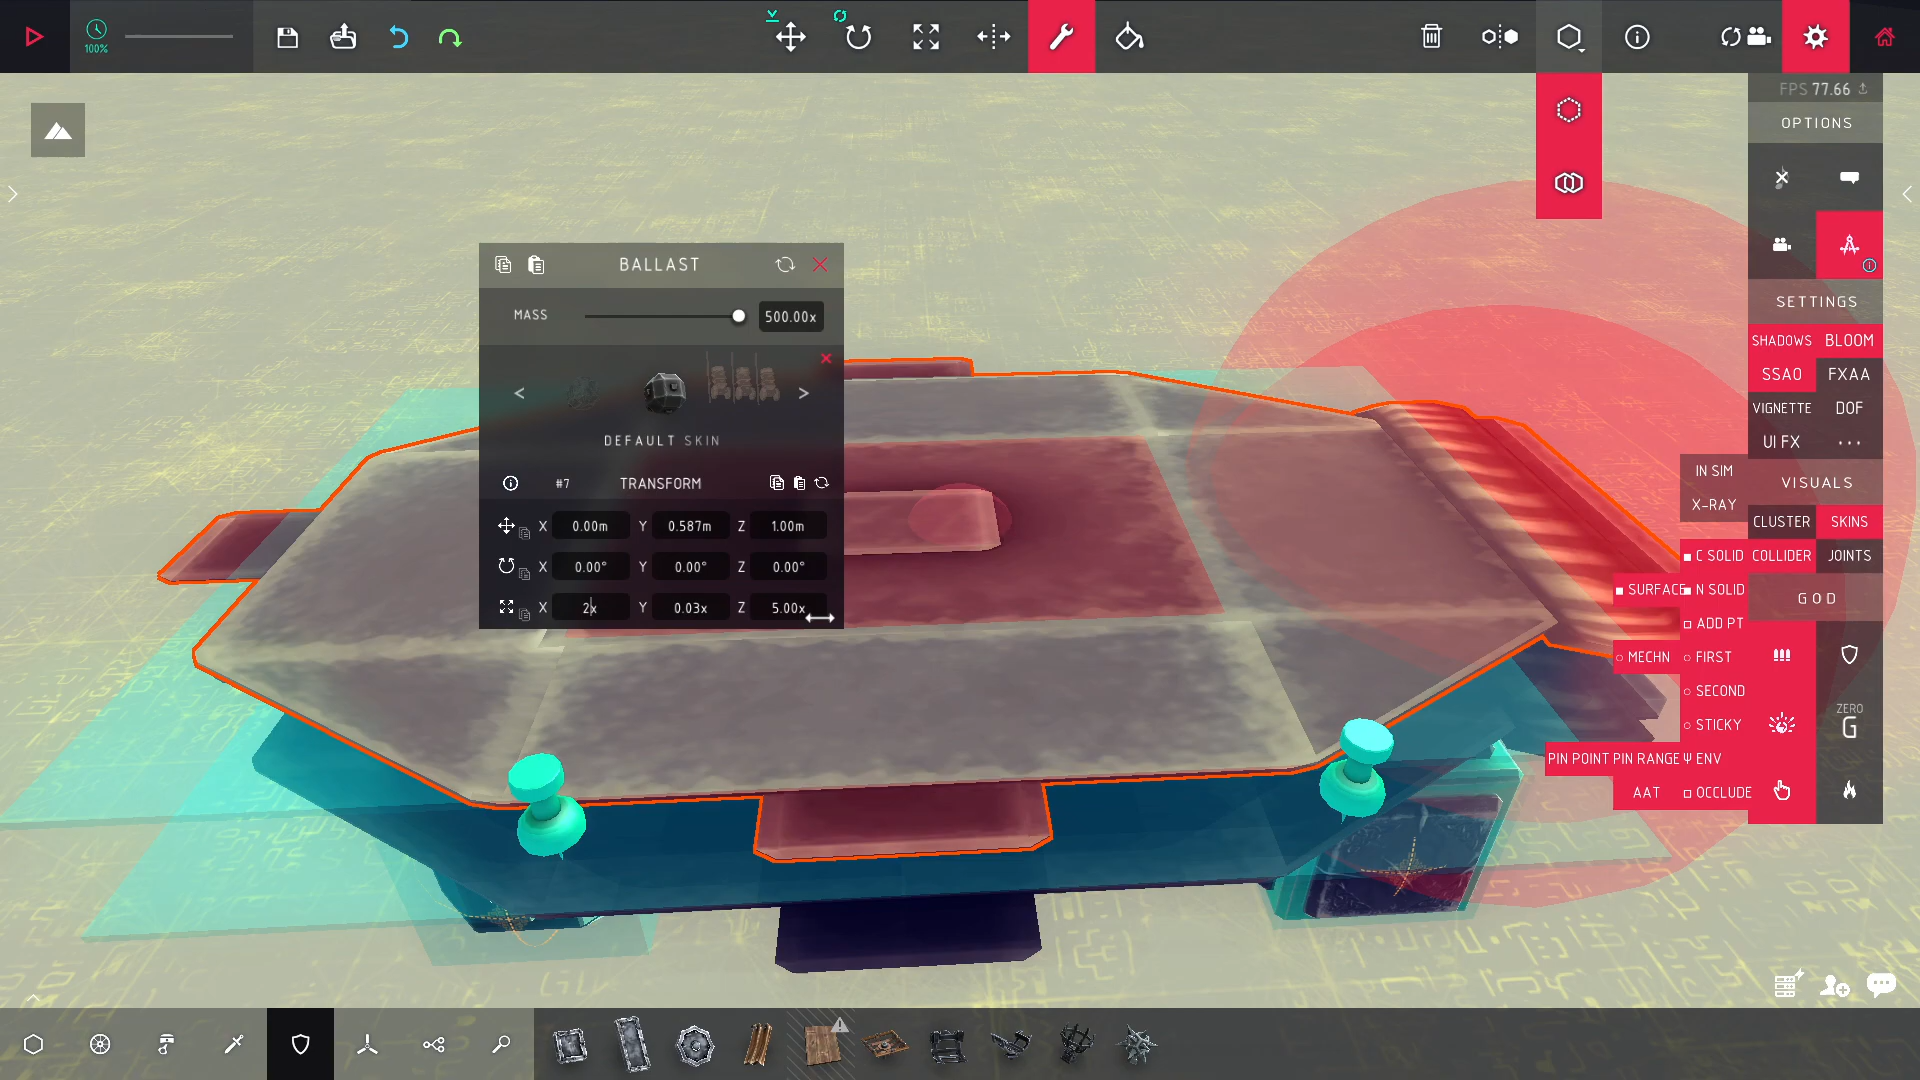 100%
FPS 77.66
OPTIONS
BALLAST
MASS 500.00x
DEFAULT SKIN
#7 TRANSFORM
X 0.00m Y 0.587m Z 1.00m
X 0.00° Y 0.00° Z 0.00°
X 2x Y 0.03x Z 5.00x
SETTINGS
SHADOWS BLOOM
SSAO FXAA
VIGNETTE DOF
UI FX ...
IN SIM
VISUALS
X-RAY
CLUSTER SKINS
C SOLID COLLIDER JOINTS
SURFACE N SOLID
GOD
ADD PT
MECHN FIRST
SECOND
STICKY
ZERO
G
PIN POINT PIN RANGE Ψ ENV
AAT OCCLUDE